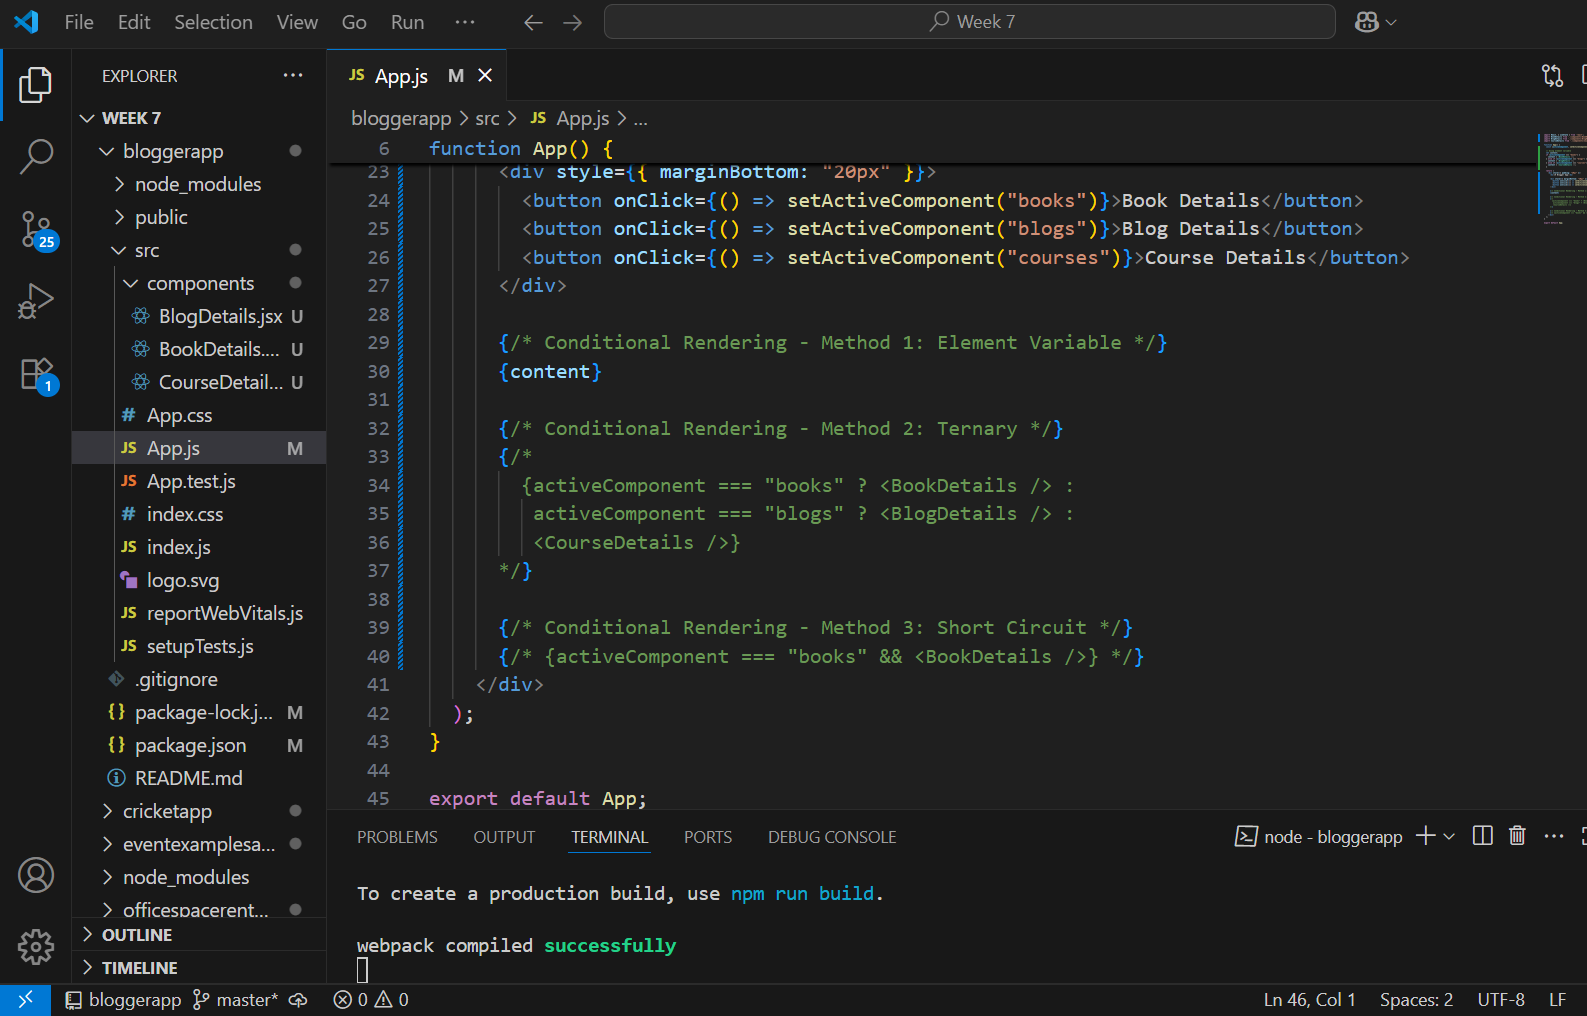 File Edit Selection View Go Run ··· Week 7
EXPLORER ···
WEEK 7
bloggerapp
node_modules
public
src
components
BlogDetails.jsx U
BookDetails.... U
CourseDetail... U
# App.css
JS App.js M
JS App.test.js
# index.css
JS index.js
logo.svg
JS reportWebVitals.js
JS setupTests.js
.gitignore
{} package-lock.j... M
{} package.json M
README.md
cricketapp
eventexamplesa...
node_modules
officespacerent...
OUTLINE
TIMELINE
25
1
JS App.js M
bloggerapp > src > JS App.js > ...
6 function App() {
23 <div style={{ marginBottom: "20px" }}>
24 <button onClick={() => setActiveComponent("books")}>Book Details</button>
25 <button onClick={() => setActiveComponent("blogs")}>Blog Details</button>
26 <button onClick={() => setActiveComponent("courses")}>Course Details</button>
27 </div>
28
29 {/* Conditional Rendering - Method 1: Element Variable */}
30 {content}
31
32 {/* Conditional Rendering - Method 2: Ternary */}
33 {/*
34 {activeComponent === "books" ? <BookDetails /> :
35 activeComponent === "blogs" ? <BlogDetails /> :
36 <CourseDetails />}
37 */}
38
39 {/* Conditional Rendering - Method 3: Short Circuit */}
40 {/* {activeComponent === "books" && <BookDetails />} */}
41 </div>
42 );
43 }
44
45 export default App;
PROBLEMS OUTPUT TERMINAL PORTS DEBUG CONSOLE node - bloggerapp
To create a production build, use npm run build.
webpack compiled successfully
bloggerapp master* 0 0 Ln 46, Col 1 Spaces: 2 UTF-8 LF